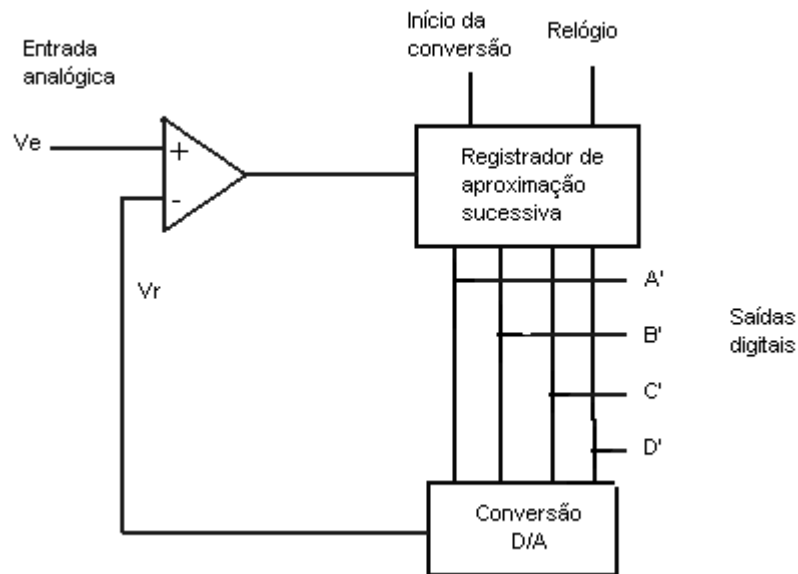 Início da
conversão
Relógio
Entrada
analógica
Ve
+
-
Registrador de
aproximação
sucessiva
Vr
A'
B'
C'
D'
Saídas
digitais
Conversão
D/A